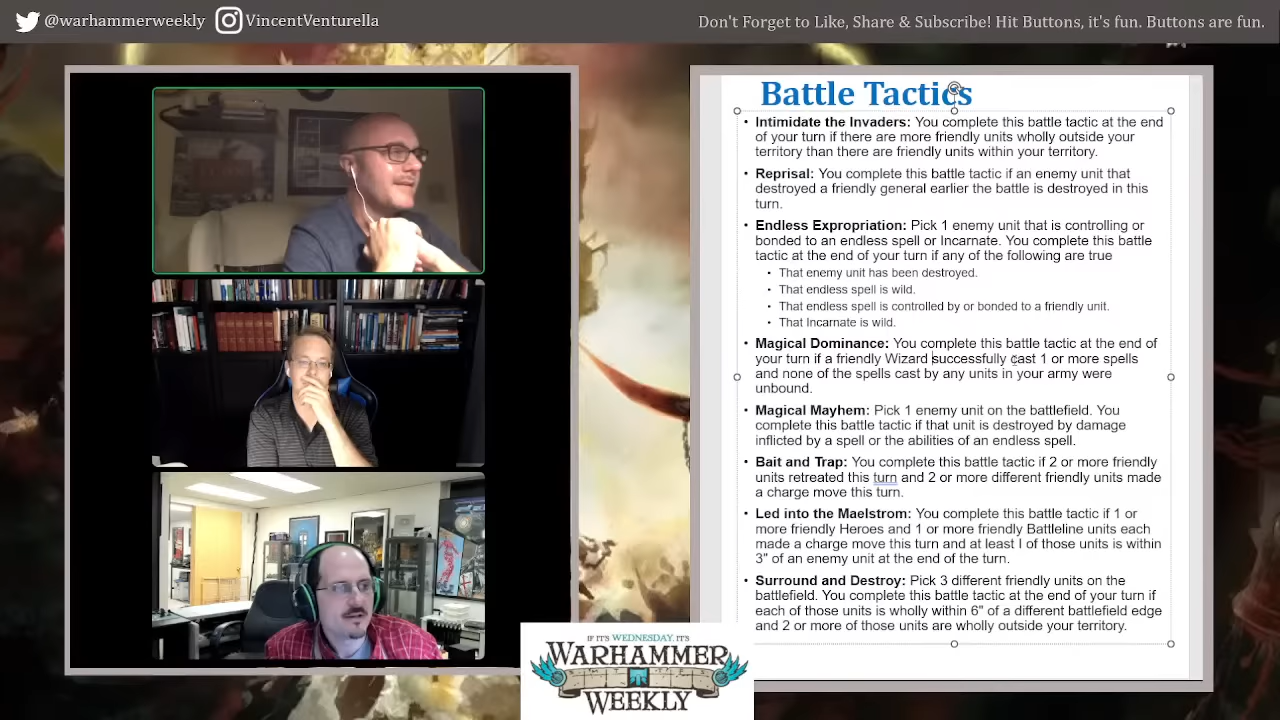 @warhammerweekly VincentVenturella
Don't Forget to Like, Share & Subscribe! Hit Buttons, it's fun. Buttons are fun.
Battle Tactics
• Intimidate the Invaders: You complete this battle tactic at the end
of your turn if there are more friendly units wholly outside your
territory than there are friendly units within your territory.
• Reprisal: You complete this battle tactic if an enemy unit that
destroyed a friendly general earlier the battle is destroyed in this
turn.
• Endless Expropriation: Pick 1 enemy unit that is controlling or
bonded to an endless spell or Incarnate. You complete this battle
tactic at the end of your turn if any of the following are true
• That enemy unit has been destroyed.
• That endless spell is wild.
• That endless spell is controlled by or bonded to a friendly unit.
• That Incarnate is wild.
• Magical Dominance: You complete this battle tactic at the end of
your turn if a friendly Wizard successfully cast 1 or more spells
and none of the spells cast by any units in your army were
unbound.
• Magical Mayhem: Pick 1 enemy unit on the battlefield. You
complete this battle tactic if that unit is destroyed by damage
inflicted by a spell or the abilities of an endless spell.
• Bait and Trap: You complete this battle tactic if 2 or more friendly
units retreated this turn and 2 or more different friendly units made
a charge move this turn.
• Led into the Maelstrom: You complete this battle tactic if 1 or
more friendly Heroes and 1 or more friendly Battleline units each
made a charge move this turn and at least I of those units is within
3" of an enemy unit at the end of the turn.
• Surround and Destroy: Pick 3 different friendly units on the
battlefield. You complete this battle tactic at the end of your turn if
each of those units is wholly within 6" of a different battlefield edge
and 2 or more of those units are wholly outside your territory.
IF IT'S WEDNESDAY, IT'S
WARHAMMER
WEEKLY